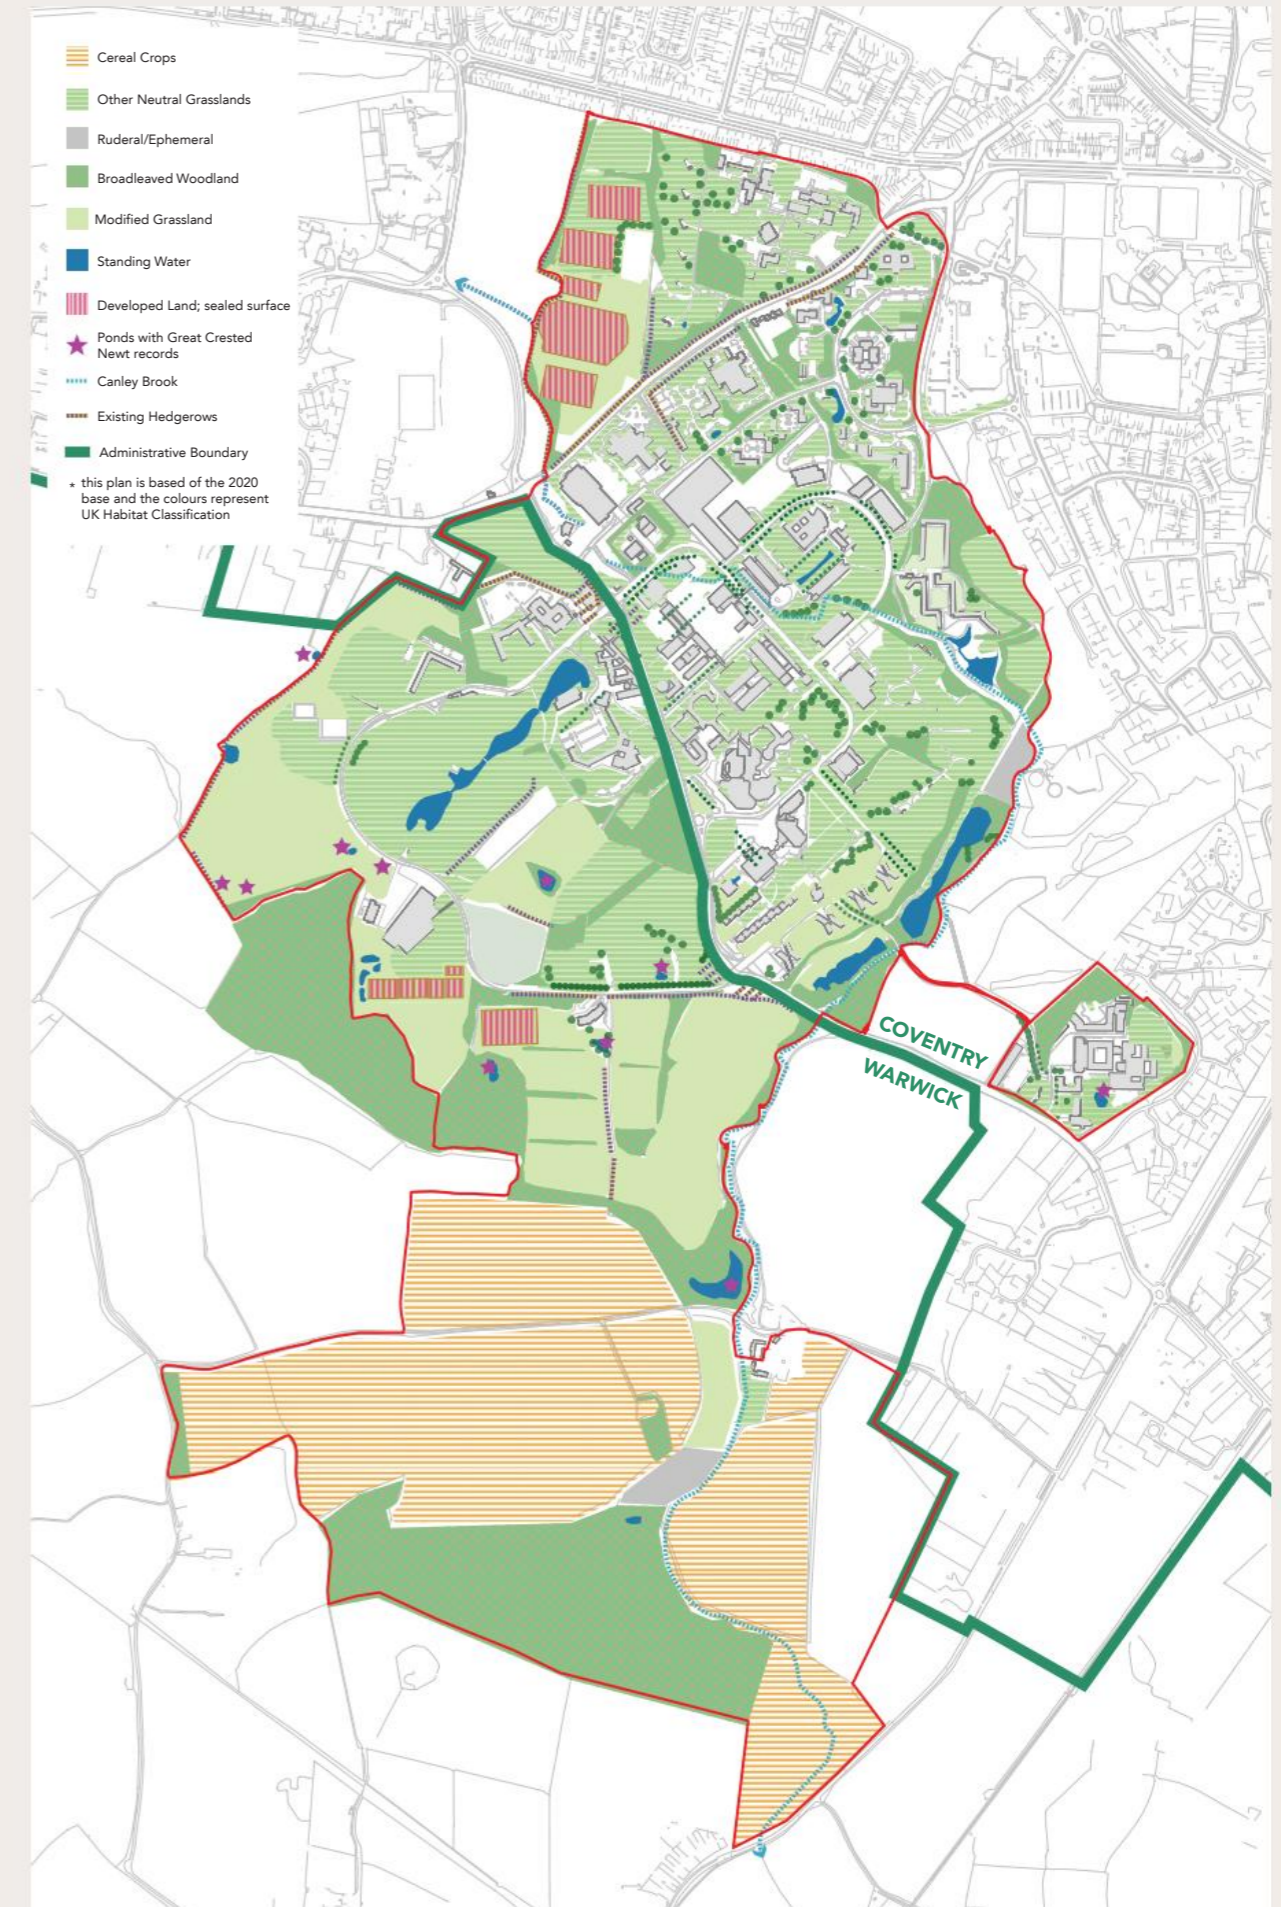 Cereal Crops
Other Neutral Grasslands
Ruderal/Ephemeral
Broadleaved Woodland
Modified Grassland
Standing Water
Developed Land; sealed surface
Ponds with Great Crested
Newt records
Canley Brook
Existing Hedgerows
Administrative Boundary
* this plan is based of the 2020
base and the colours represent
UK Habitat Classification
COVENTRY
WARWICK